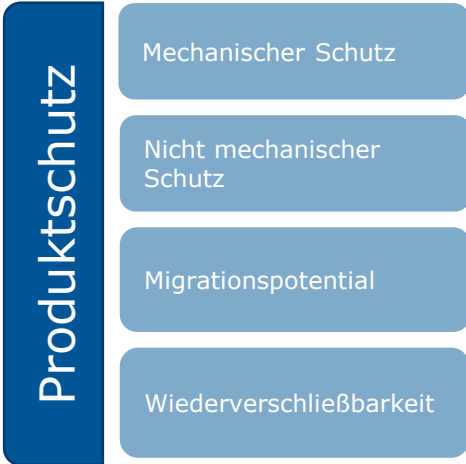 Produktschutz
Mechanischer Schutz
Nicht mechanischer
Schutz
Migrationspotential
Wiederverschließbarkeit